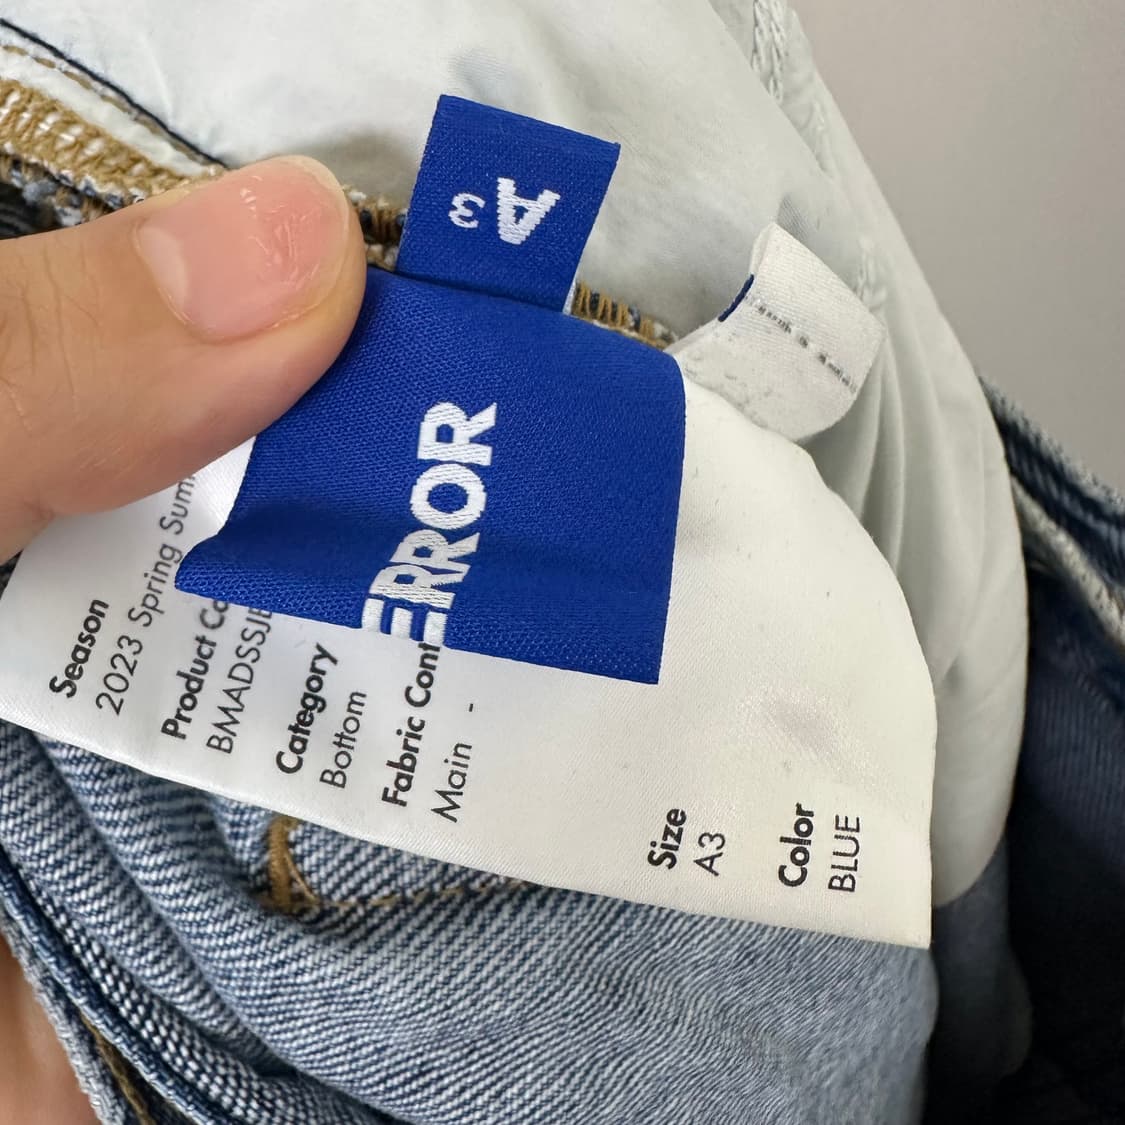 A3
ERROR
Season
2023 Spring Sum
Product Co
BMADSSJE
Category
Bottom
Fabric Cont
Main -
Size
A3
Color
BLUE